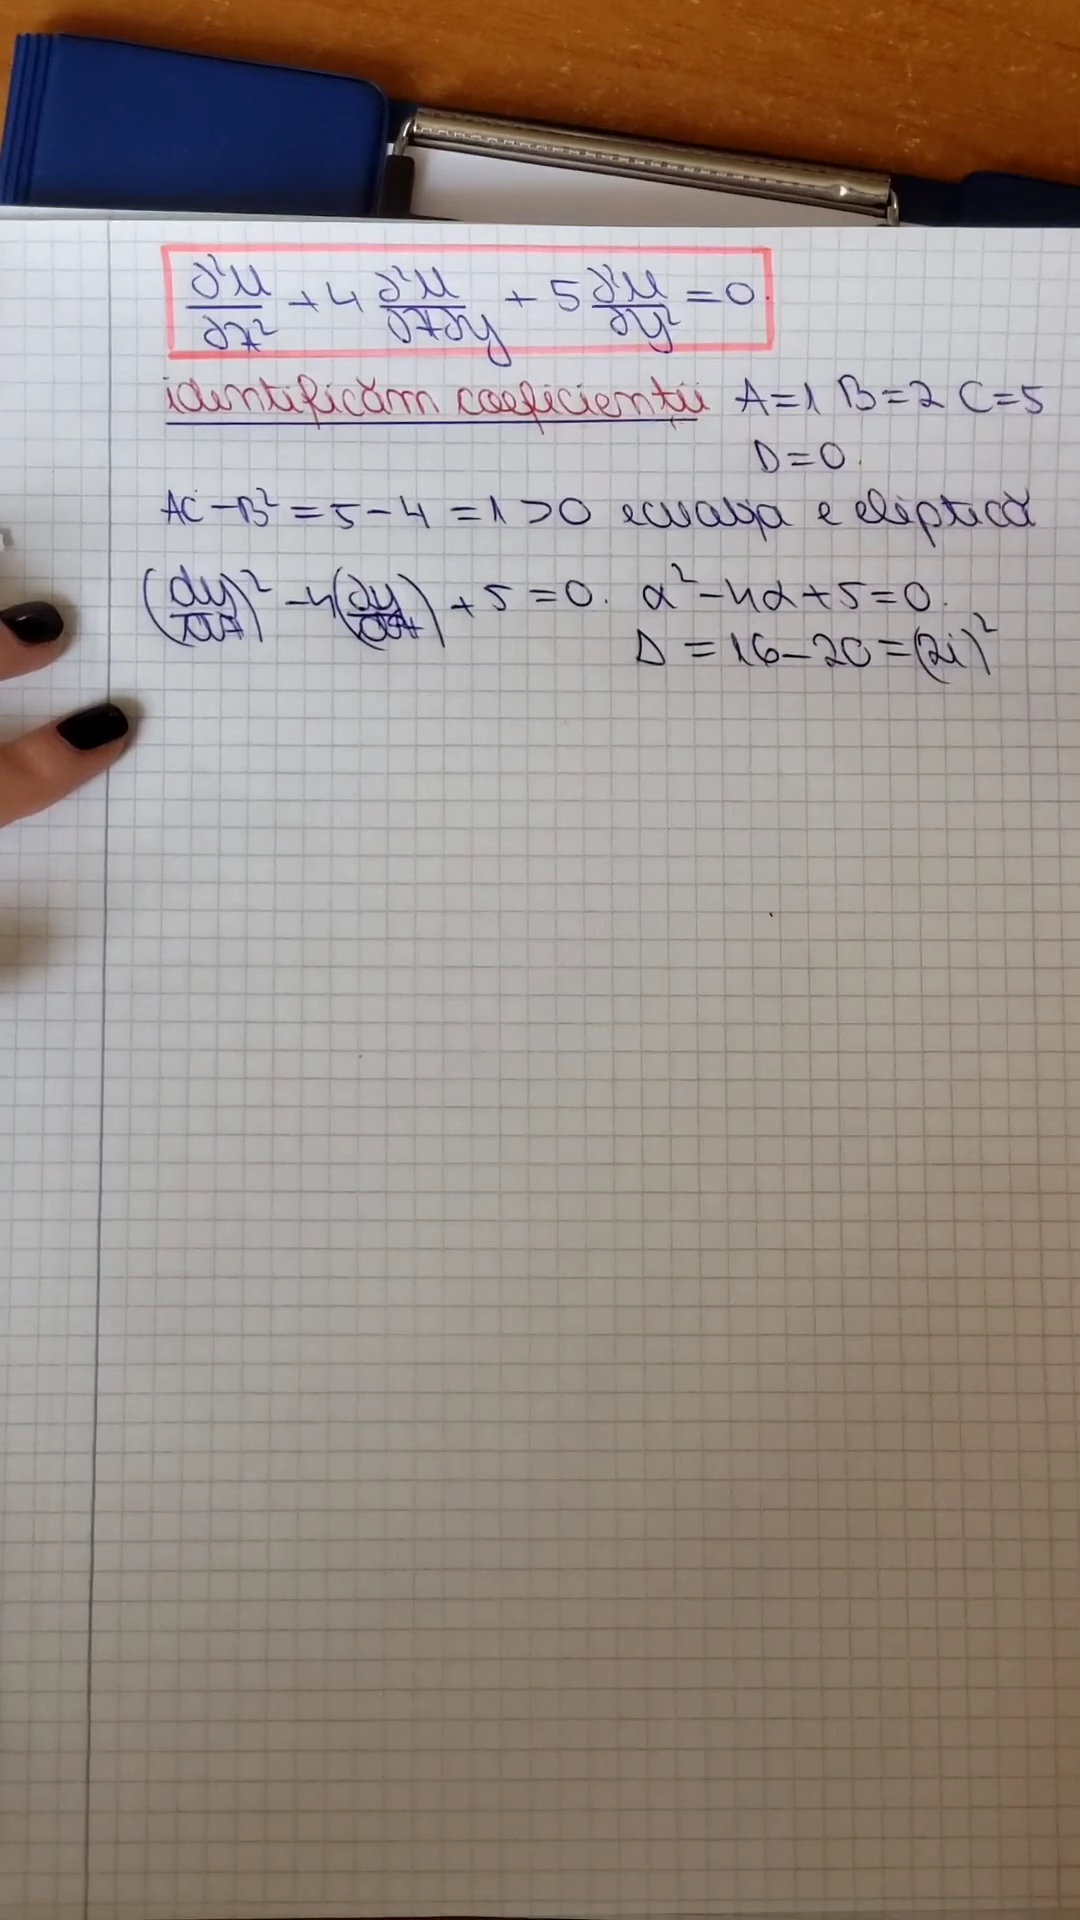 ∂²u/∂x² + 4 ∂²u/∂x∂y + 5 ∂²u/∂y² = 0.
identificăm coeficienții A=1 B=2 C=5
D=0.
AC-B² = 5-4 = 1 > 0 ecuația e eliptică
(dy/dx)² - 4(dy/dx) + 5 = 0. α² - 4α + 5 = 0.
Δ = 16 - 20 = (2i)²